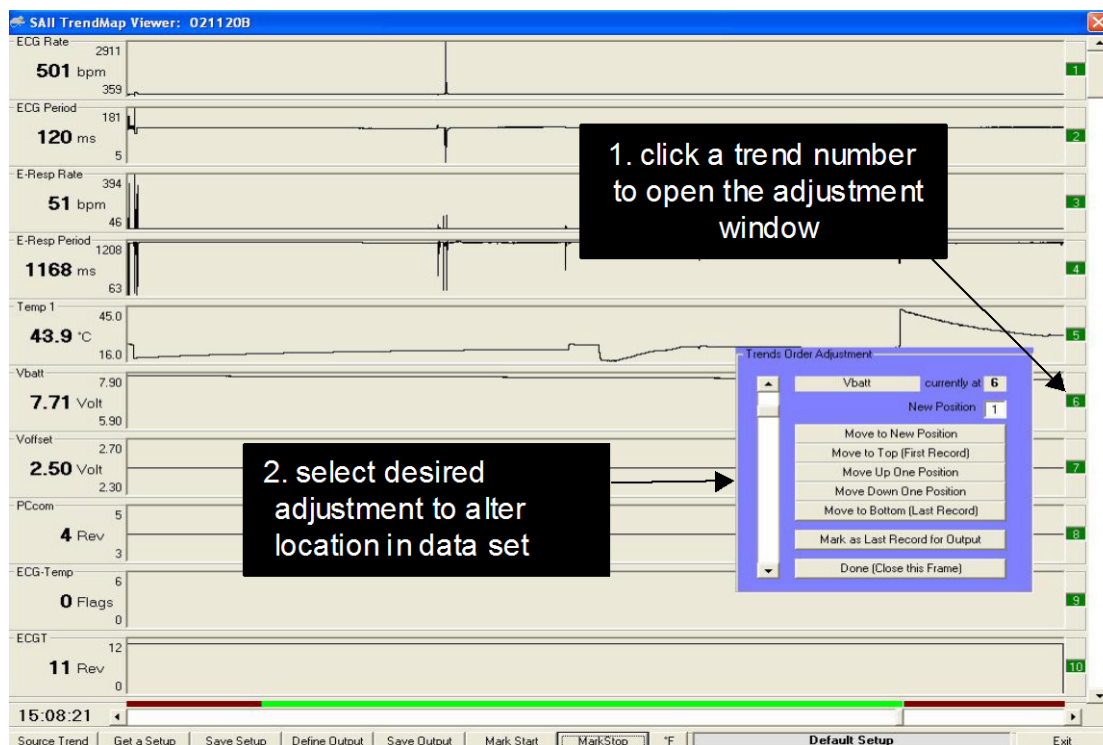 SAII TrendMap Viewer: 021120B
ECG Rate
2911
501 bpm
359
1
ECG Period
181
120 ms
5
2
E-Resp Rate
394
51 bpm
46
3
E-Resp Period
1208
1168 ms
63
4
Temp 1
45.0
43.9 °C
16.0
5
Vbatt
7.90
7.71 Volt
5.90
6
Voffset
2.70
2.50 Volt
2.30
7
PCcom
5
4 Rev
3
8
ECG-Temp
6
0 Flags
0
9
ECGT
12
11 Rev
0
10
1. click a trend number
to open the adjustment
window
2. select desired
adjustment to alter
location in data set
Trends Order Adjustment
Vbatt currently at 6
New Position 1
Move to New Position
Move to Top (First Record)
Move Up One Position
Move Down One Position
Move to Bottom (Last Record)
Mark as Last Record for Output
Done (Close this Frame)
15:08:21
Source Trend Get a Setup Save Setup Define Output Save Output Mark Start MarkStop °F Default Setup Exit